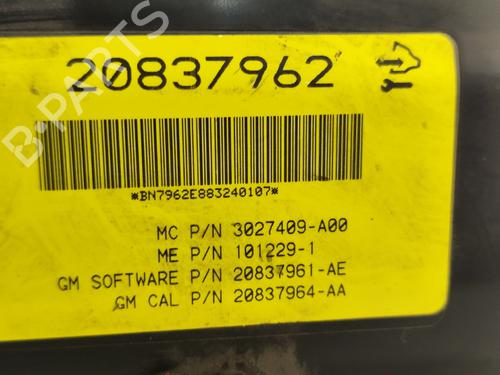 20837962
B-PARTS
*BN7962E883240107*
MC P/N 3027409-A00
ME P/N 101229-1
GM SOFTWARE P/N 20837961-AE
GM CAL P/N 20837964-AA